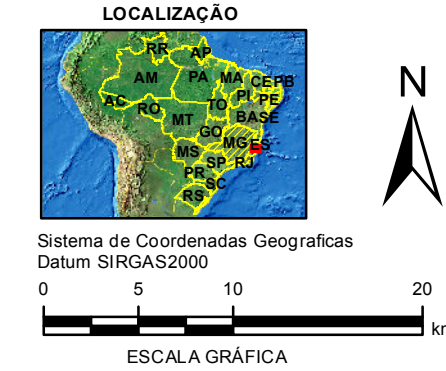 LOCALIZAÇÃO
RR AP
AM PA MA CE PB
PI PE
AC RO TO BA SE
MT
GO
MG ES
MS SP RJ
PR
SC
RS
N
Sistema de Coordenadas Geograficas
Datum SIRGAS2000
0 5 10 20
kr
ESCALA GRÁFICA